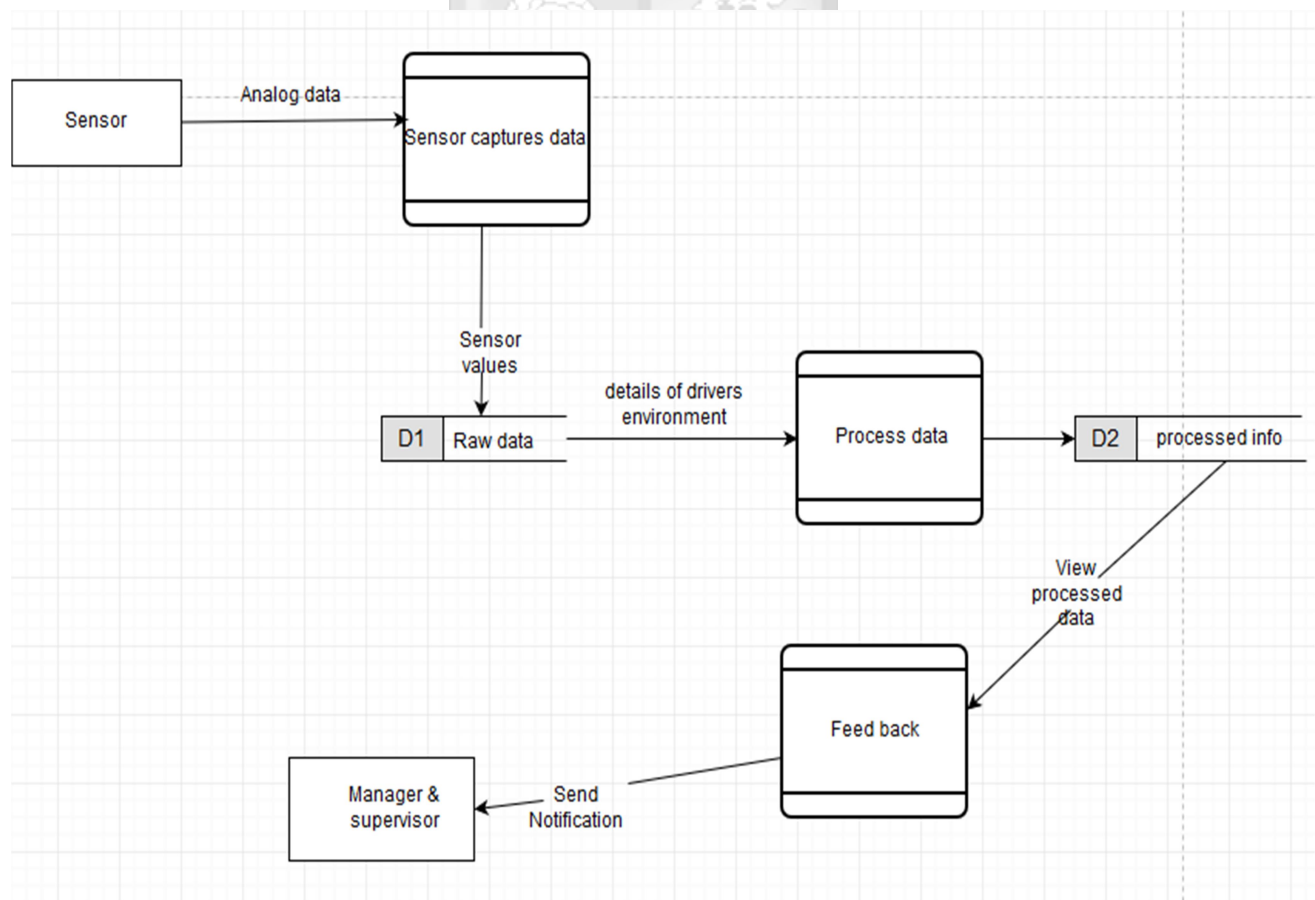 Sensor
Analog data
Sensor captures data
Sensor
values
D1
Raw data
details of drivers
environment
Process data
D2
processed info
View
processed
data
Feed back
Send
Notification
Manager &
supervisor